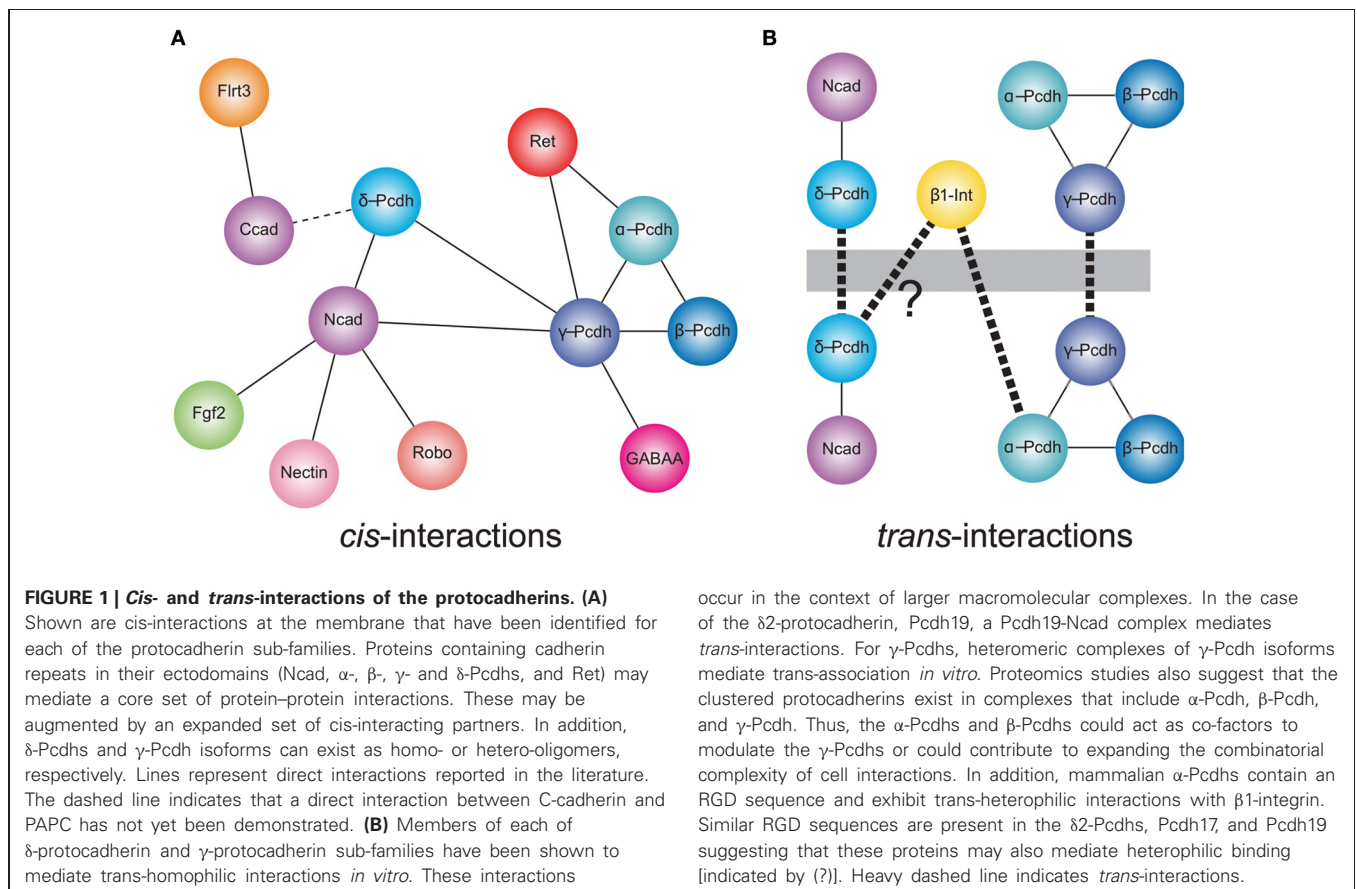 A
Flrt3
Ccad
δ–Pcdh
Ret
α–Pcdh
Ncad
γ–Pcdh
β–Pcdh
Fgf2
Nectin
Robo
GABAA
cis-interactions
B
Ncad
α–Pcdh
β–Pcdh
δ–Pcdh
β1-Int
γ–Pcdh
?
δ–Pcdh
γ–Pcdh
Ncad
α–Pcdh
β–Pcdh
trans-interactions
FIGURE 1 | Cis- and trans-interactions of the protocadherins. (A)
Shown are cis-interactions at the membrane that have been identified for
each of the protocadherin sub-families. Proteins containing cadherin
repeats in their ectodomains (Ncad, α-, β-, γ- and δ-Pcdhs, and Ret) may
mediate a core set of protein–protein interactions. These may be
augmented by an expanded set of cis-interacting partners. In addition,
δ-Pcdhs and γ-Pcdh isoforms can exist as homo- or hetero-oligomers,
respectively. Lines represent direct interactions reported in the literature.
The dashed line indicates that a direct interaction between C-cadherin and
PAPC has not yet been demonstrated. (B) Members of each of
δ-protocadherin and γ-protocadherin sub-families have been shown to
mediate trans-homophilic interactions in vitro. These interactions
occur in the context of larger macromolecular complexes. In the case
of the δ2-protocadherin, Pcdh19, a Pcdh19-Ncad complex mediates
trans-interactions. For γ-Pcdhs, heteromeric complexes of γ-Pcdh isoforms
mediate trans-association in vitro. Proteomics studies also suggest that the
clustered protocadherins exist in complexes that include α-Pcdh, β-Pcdh,
and γ-Pcdh. Thus, the α-Pcdhs and β-Pcdhs could act as co-factors to
modulate the γ-Pcdhs or could contribute to expanding the combinatorial
complexity of cell interactions. In addition, mammalian α-Pcdhs contain an
RGD sequence and exhibit trans-heterophilic interactions with β1-integrin.
Similar RGD sequences are present in the δ2-Pcdhs, Pcdh17, and Pcdh19
suggesting that these proteins may also mediate heterophilic binding
[indicated by (?)]. Heavy dashed line indicates trans-interactions.